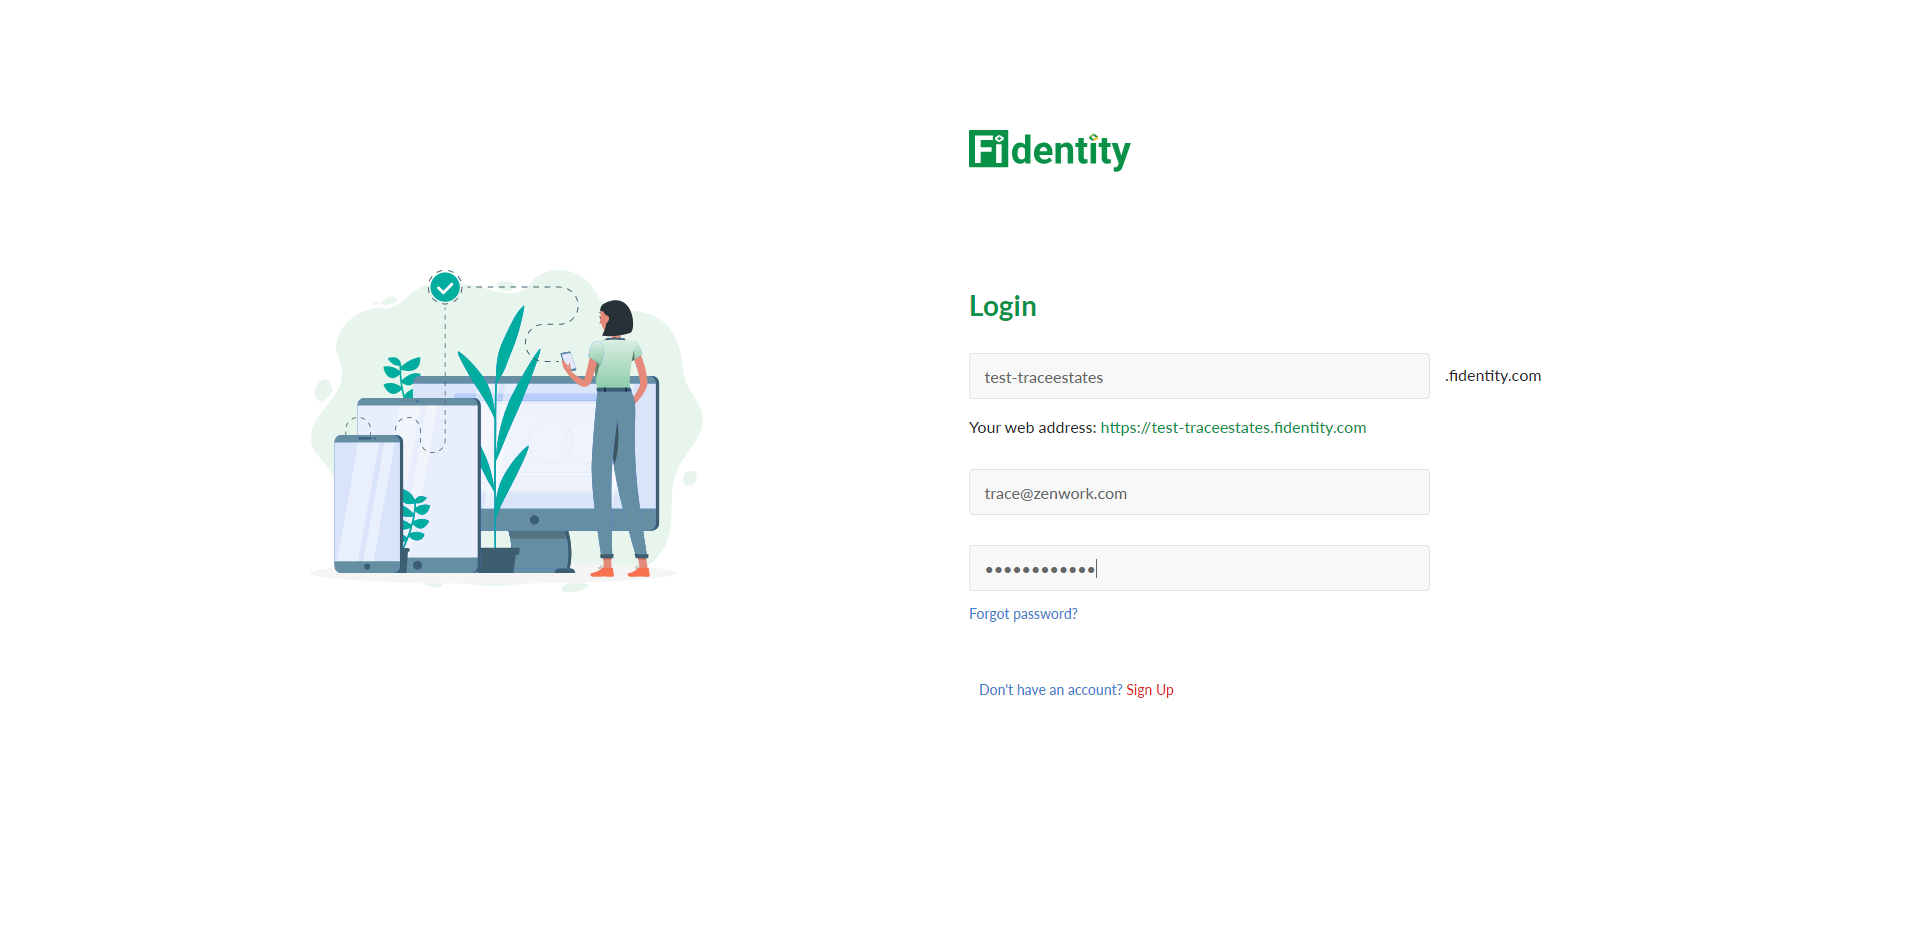 Fidentity
Login
test-traceestates
.fidentity.com
Your web address: https://test-traceestates.fidentity.com
trace@zenwork.com
••••••••••••
Forgot password?
Don't have an account? Sign Up